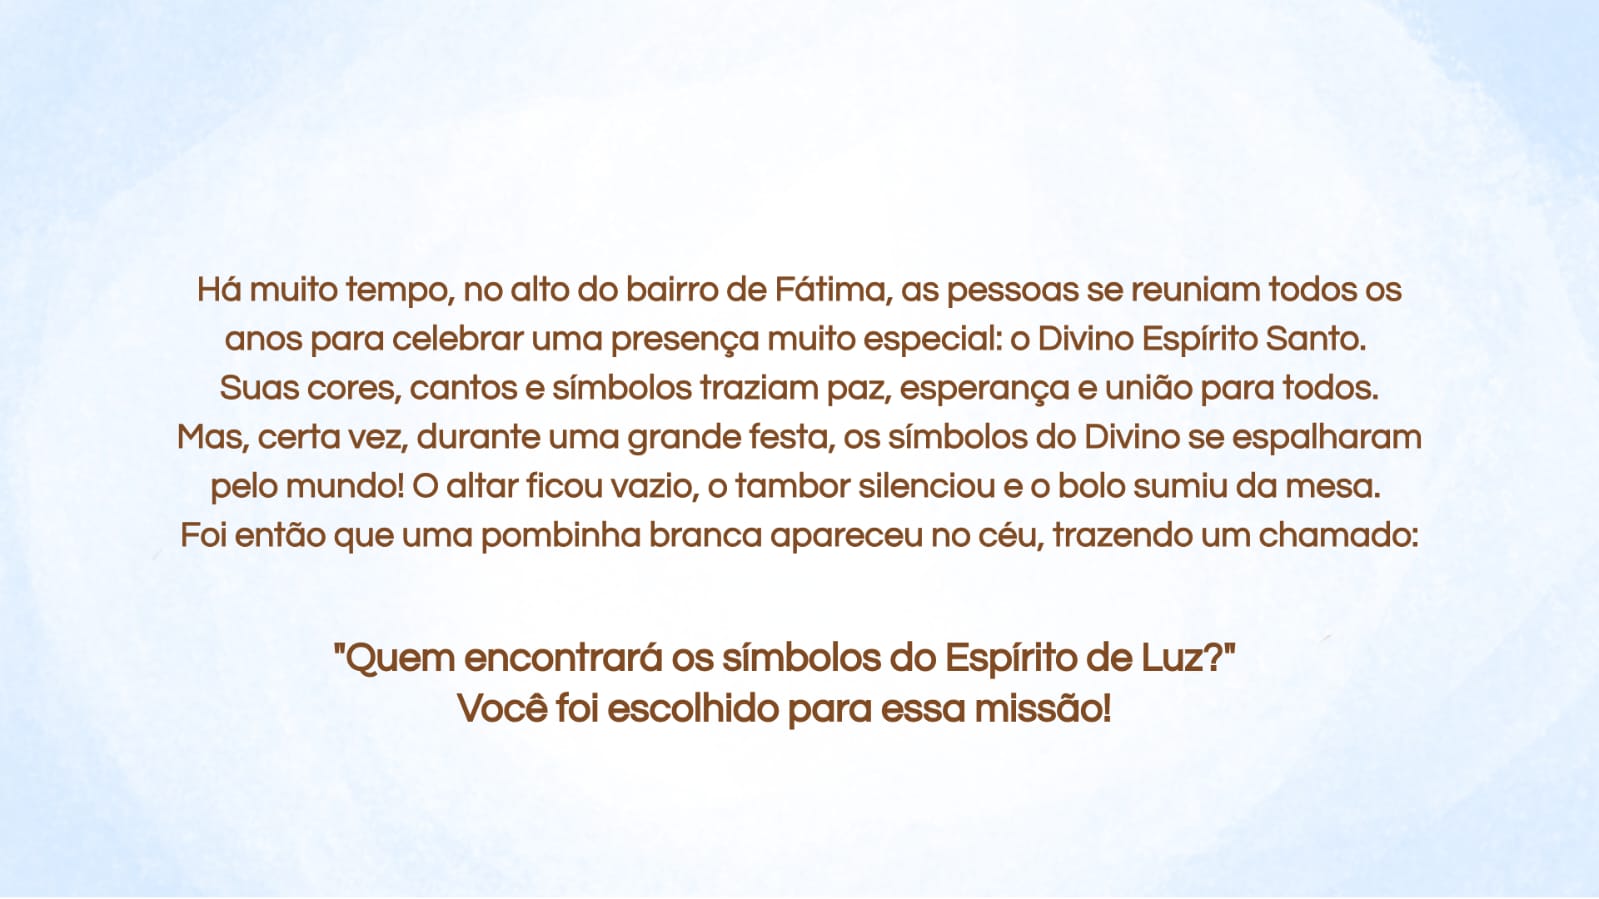 Há muito tempo, no alto do bairro de Fátima, as pessoas se reuniam todos os
anos para celebrar uma presença muito especial: o Divino Espírito Santo.
Suas cores, cantos e símbolos traziam paz, esperança e união para todos.
Mas, certa vez, durante uma grande festa, os símbolos do Divino se espalharam
pelo mundo! O altar ficou vazio, o tambor silenciou e o bolo sumiu da mesa.
Foi então que uma pombinha branca apareceu no céu, trazendo um chamado:
"Quem encontrará os símbolos do Espírito de Luz?"
Você foi escolhido para essa missão!